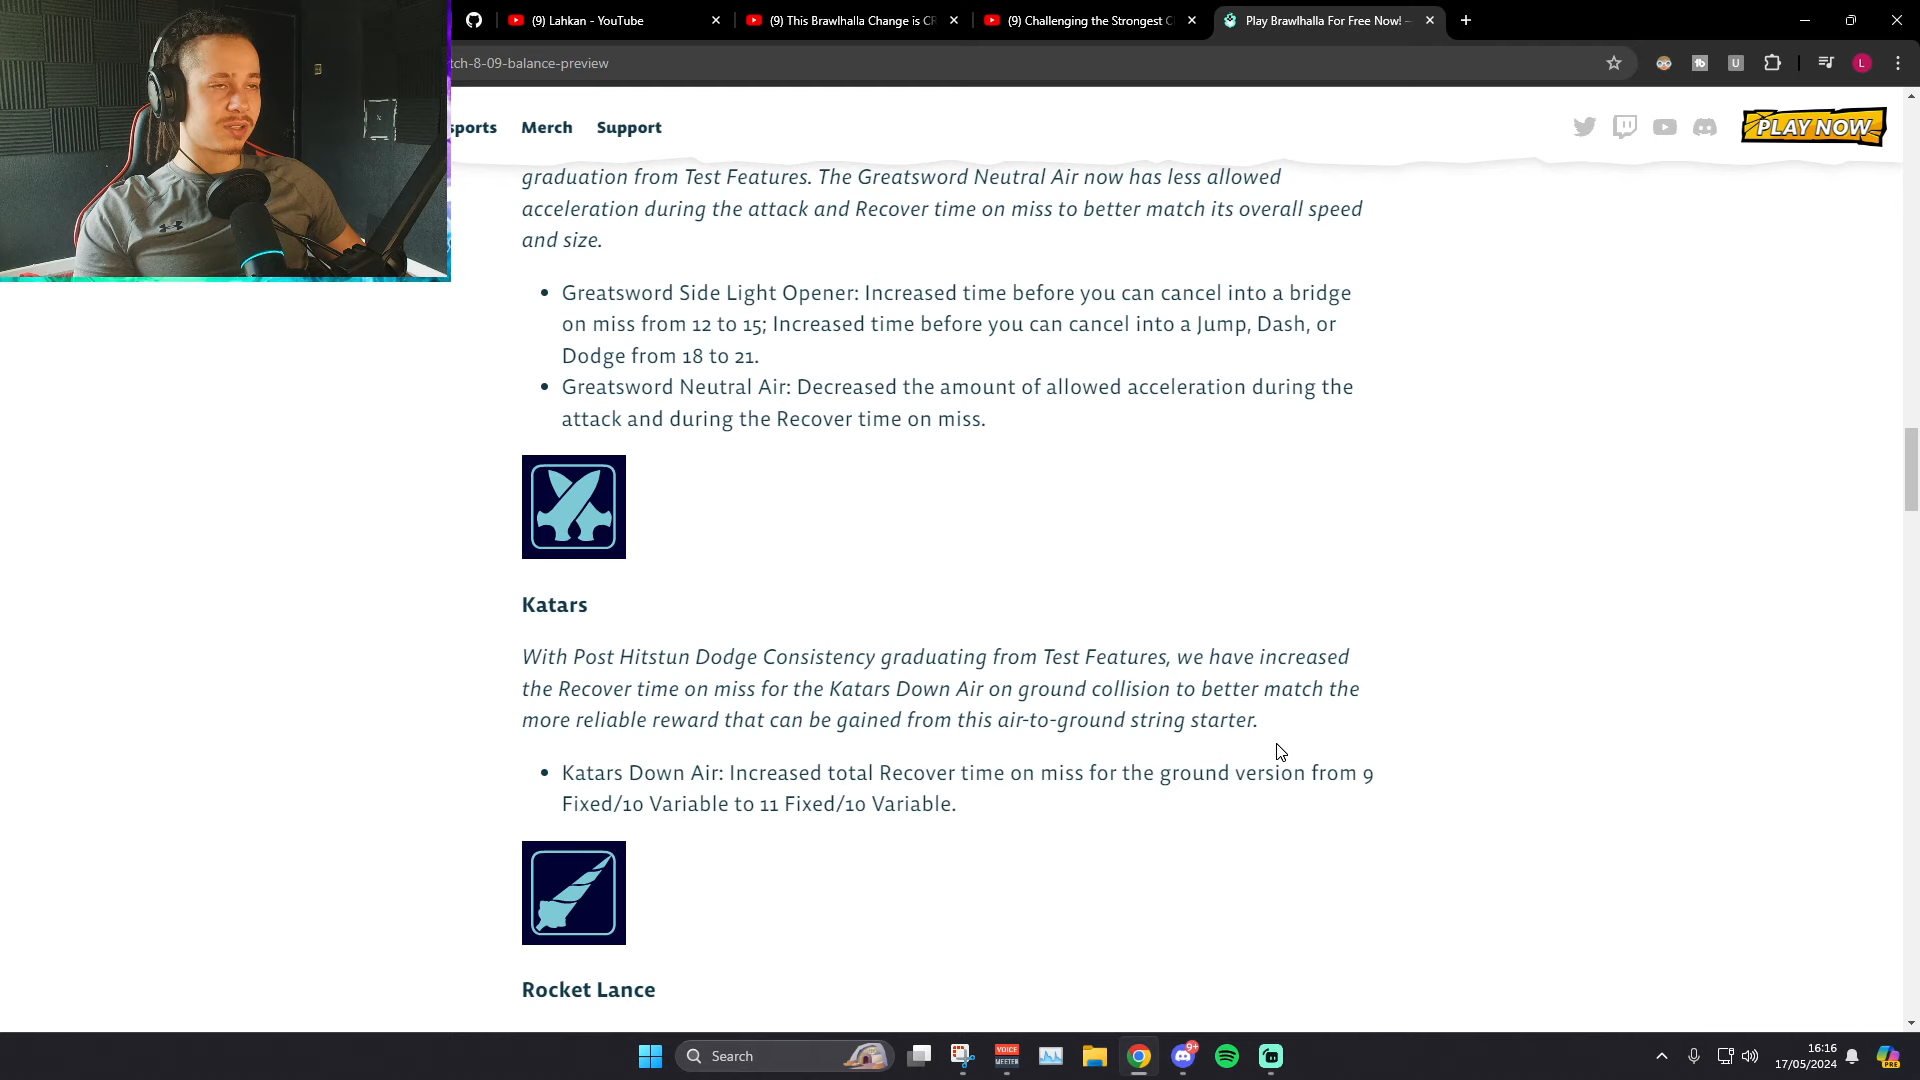 (9) Lahkan - YouTube
(9) This Brawlhalla Change is CR
(9) Challenging the Strongest C
Play Brawlhalla For Free Now! –
tch-8-09-balance-preview
L
sports Merch Support
PLAY NOW
graduation from Test Features. The Greatsword Neutral Air now has less allowed
acceleration during the attack and Recover time on miss to better match its overall speed
and size.
• Greatsword Side Light Opener: Increased time before you can cancel into a bridge
on miss from 12 to 15; Increased time before you can cancel into a Jump, Dash, or
Dodge from 18 to 21.
• Greatsword Neutral Air: Decreased the amount of allowed acceleration during the
attack and during the Recover time on miss.
Katars
With Post Hitstun Dodge Consistency graduating from Test Features, we have increased
the Recover time on miss for the Katars Down Air on ground collision to better match the
more reliable reward that can be gained from this air-to-ground string starter.
• Katars Down Air: Increased total Recover time on miss for the ground version from 9
Fixed/10 Variable to 11 Fixed/10 Variable.
Rocket Lance
Search
VOICE
MEETER
9+
16:16
17/05/2024
PRE